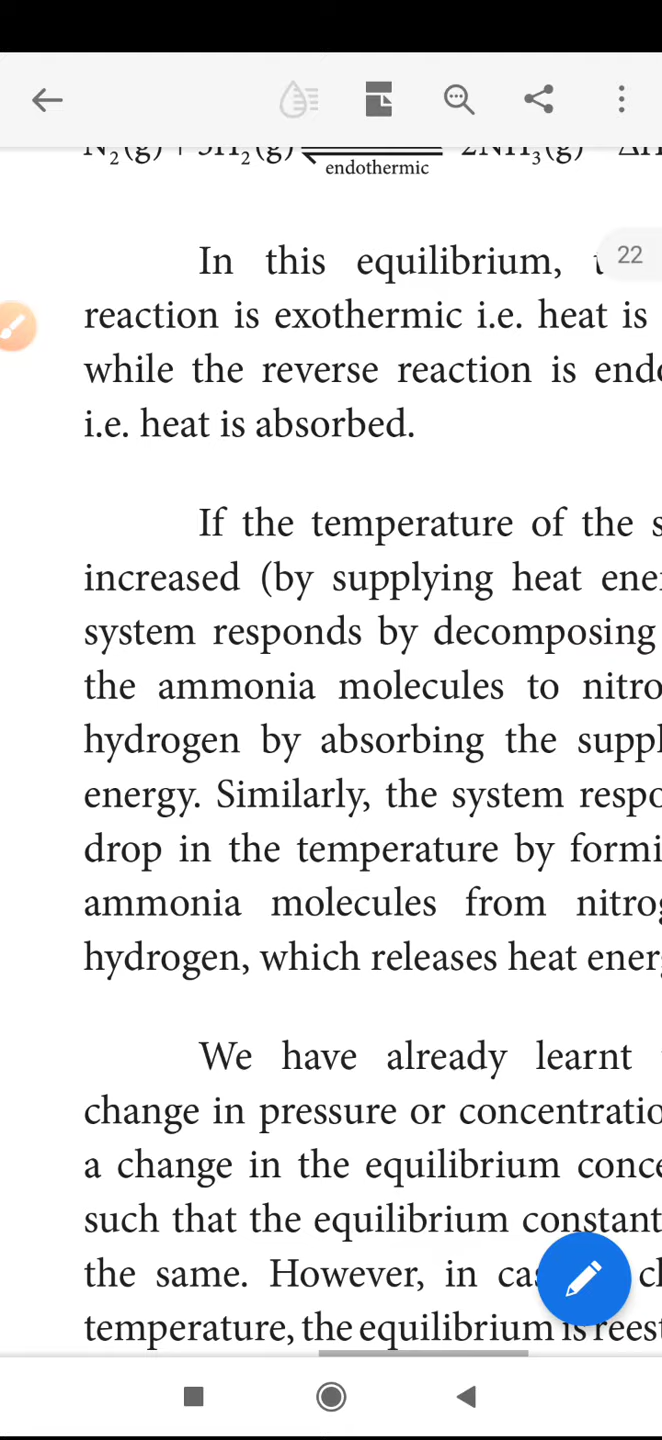 endothermic
22
In this equilibrium,
reaction is exothermic i.e. heat is
while the reverse reaction is
i.e. heat is absorbed.
If the temperature of the
increased (by supplying heat
system responds by decomposing
the ammonia molecules to
hydrogen by absorbing the
energy. Similarly, the system
drop in the temperature by
ammonia molecules from
hydrogen, which releases heat
We have already learnt
change in pressure or
a change in the equilibrium
such that the equilibrium constant
the same. However, in
temperature, the equilibrium is